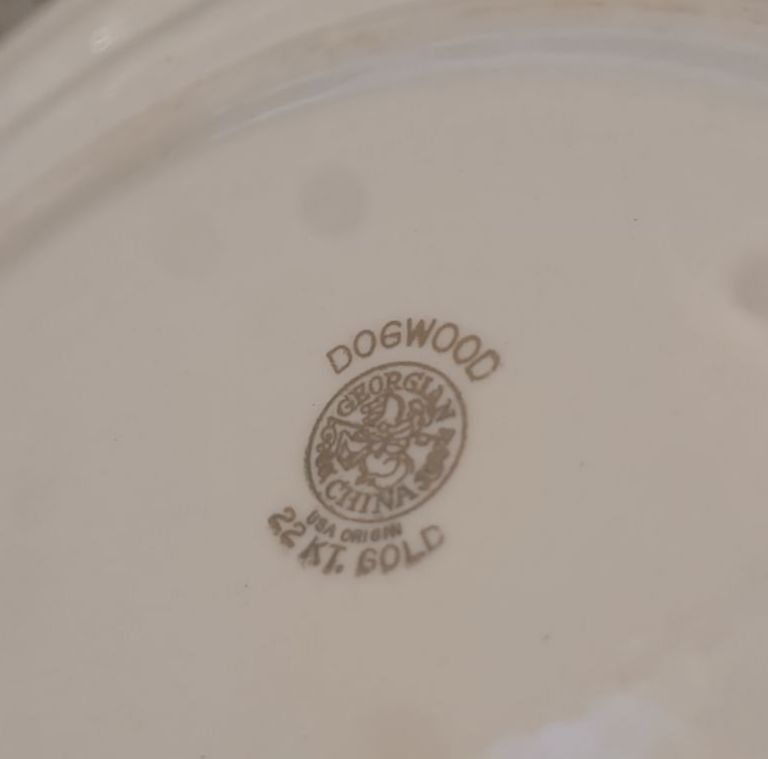 DOGWOOD
GEORGIAN
CHINA
USA ORIGIN
22 KT. GOLD